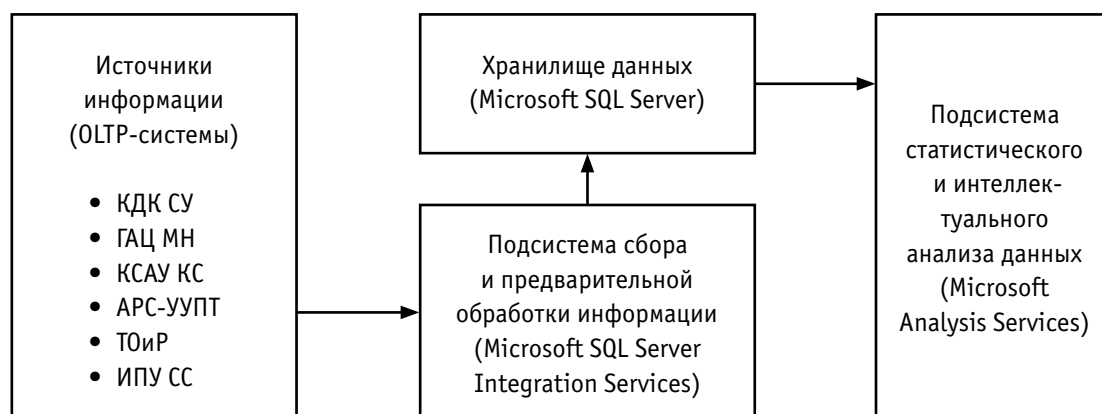 Источники
информации
(OLTP-системы)
• КДК СУ
• ГАЦ МН
• КСАУ КС
• АРС-УУПТ
• ТОиР
• ИПУ СС
Хранилище данных
(Microsoft SQL Server)
Подсистема сбора
и предварительной
обработки информации
(Microsoft SQL Server
Integration Services)
Подсистема
статистического
и интеллек-
туального
анализа данных
(Microsoft
Analysis Services)